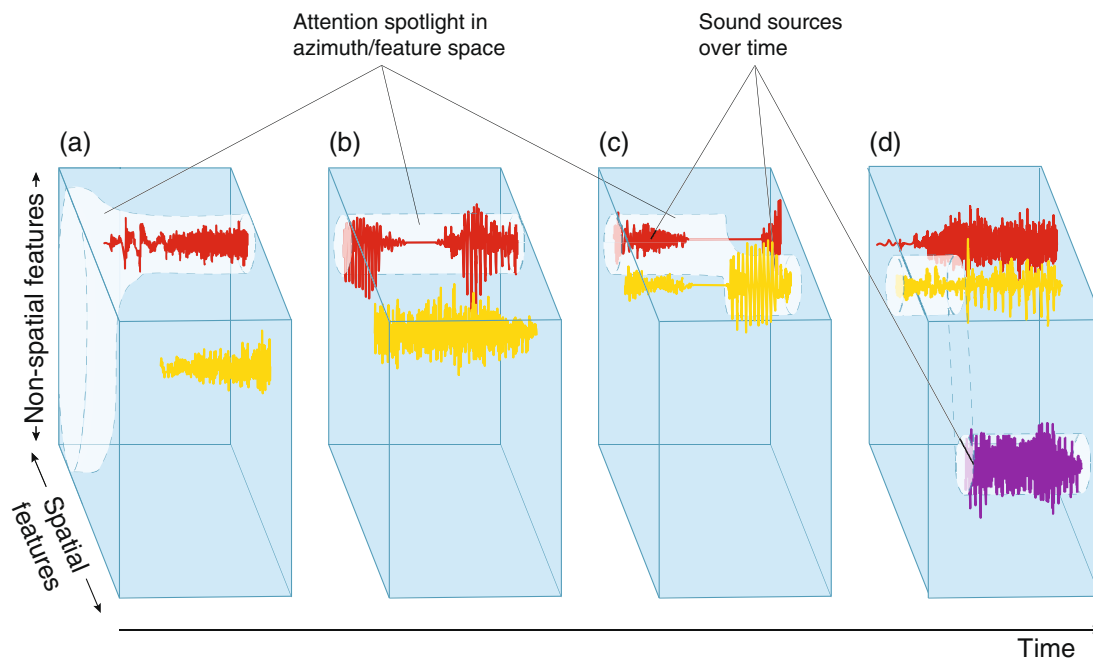 Attention spotlight in
azimuth/feature space
Sound sources
over time
(a)
(b)
(c)
(d)
Non-spatial features
Spatial
features
Time